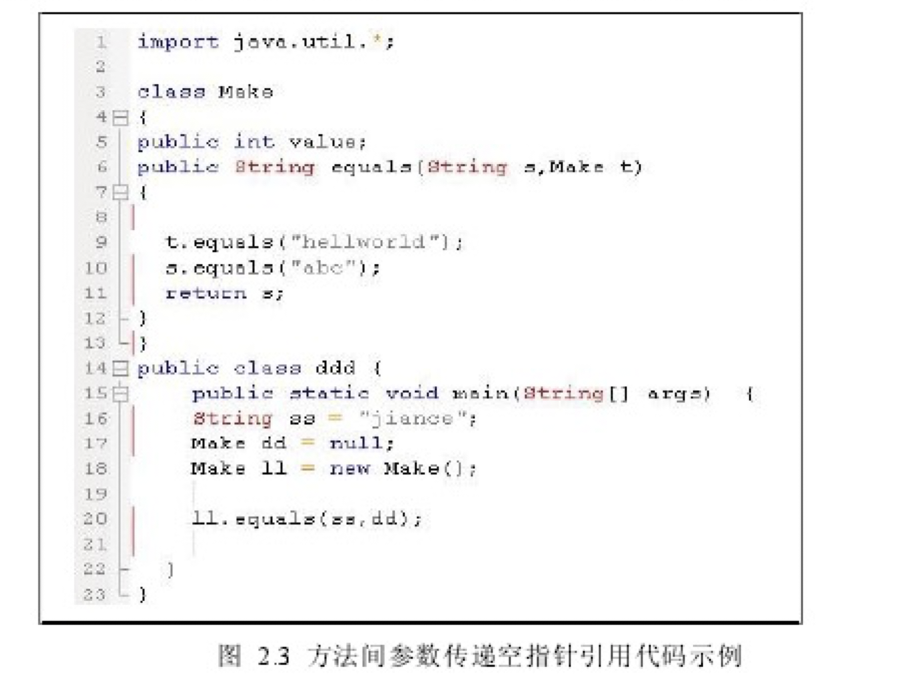 1 import java.util.*;
2
3 class Make
4 {
5 public int value;
6 public String equals(String s,Make t)
7 {
8
9 t.equals("hellworld");
10 s.equals("abc");
11 return s;
12 }
13 }
14 public class ddd {
15 public static void main(String[] args) {
16 String ss = "jiance";
17 Make dd = null;
18 Make ll = new Make();
19
20 ll.equals(ss,dd);
21
22 }
23 }
图 2.3 方法间参数传递空指针引用代码示例